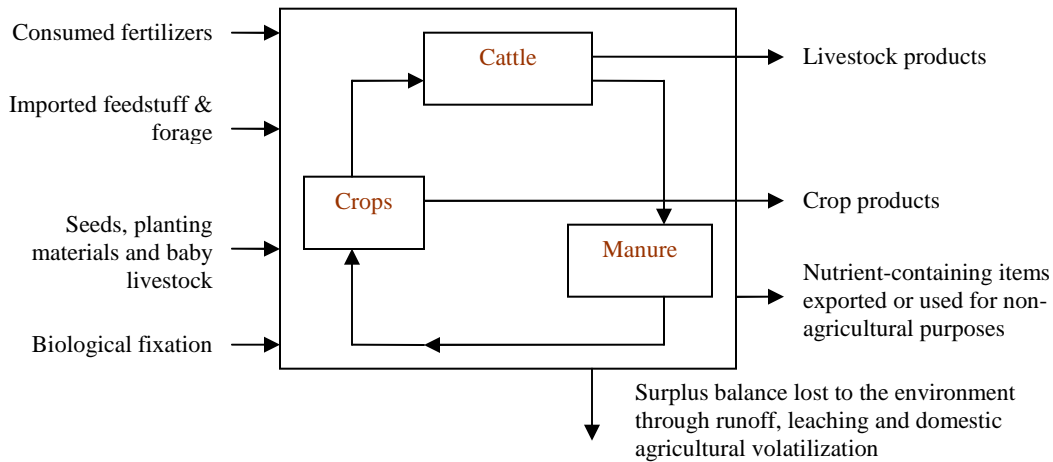 Consumed fertilizers
Imported feedstuff &
forage
Seeds, planting
materials and baby
livestock
Biological fixation
Cattle
Crops
Manure
Livestock products
Crop products
Nutrient-containing items
exported or used for non-
agricultural purposes
Surplus balance lost to the environment
through runoff, leaching and domestic
agricultural volatilization